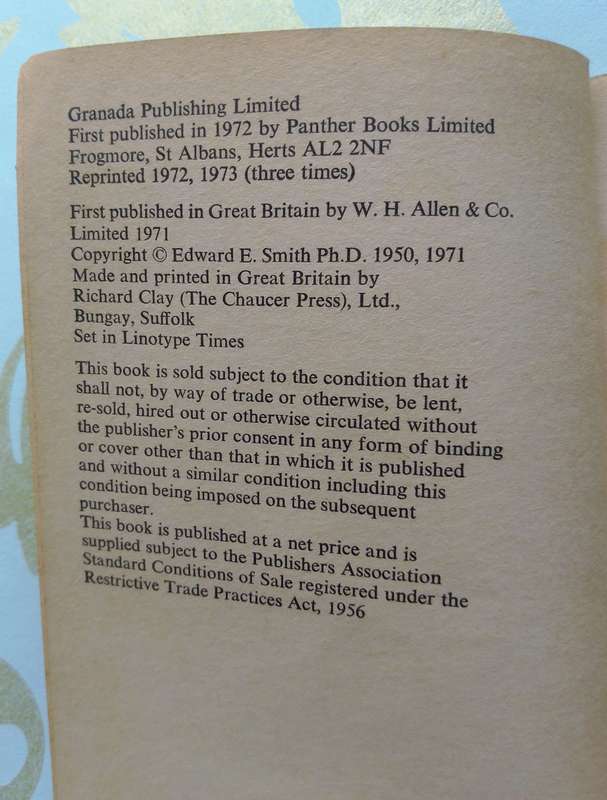 Granada Publishing Limited
First published in 1972 by Panther Books Limited
Frogmore, St Albans, Herts AL2 2NF
Reprinted 1972, 1973 (three times)
First published in Great Britain by W. H. Allen & Co.
Limited 1971
Copyright © Edward E. Smith Ph.D. 1950, 1971
Made and printed in Great Britain by
Richard Clay (The Chaucer Press), Ltd.,
Bungay, Suffolk
Set in Linotype Times
This book is sold subject to the condition that it
shall not, by way of trade or otherwise, be lent,
re-sold, hired out or otherwise circulated without
the publisher's prior consent in any form of binding
or cover other than that in which it is published
and without a similar condition including this
condition being imposed on the subsequent
purchaser.
This book is published at a net price and is
supplied subject to the Publishers Association
Standard Conditions of Sale registered under the
Restrictive Trade Practices Act, 1956